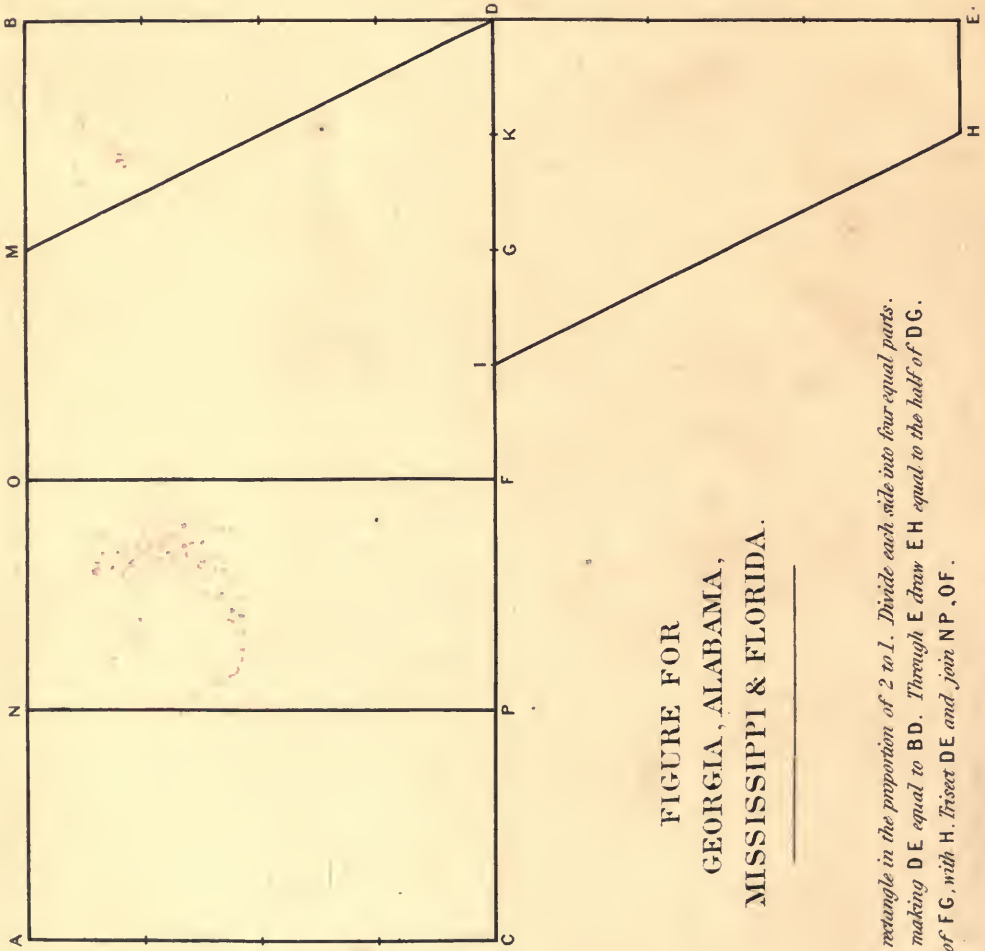 A N O M B
C P F I G K D
H E.
FIGURE FOR
GEORGIA, ALABAMA,
MISSISSIPPI & FLORIDA.
rectangle in the proportion of 2 to 1. Divide each side into four equal parts.
making DE equal to BD. Through E draw EH equal to the half of DG.
of FG, with H. Trisect DE and join NP, OF.